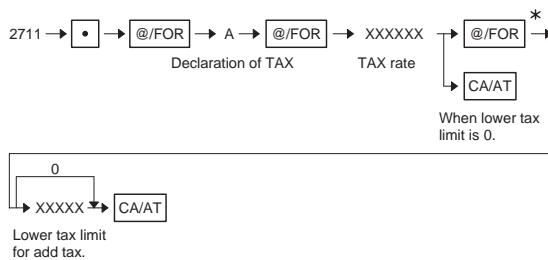 2711 • @/FOR A @/FOR XXXXXX @/FOR *
Declaration of TAX TAX rate
CA/AT
When lower tax
limit is 0.
0
XXXXX CA/AT
Lower tax limit
for add tax.